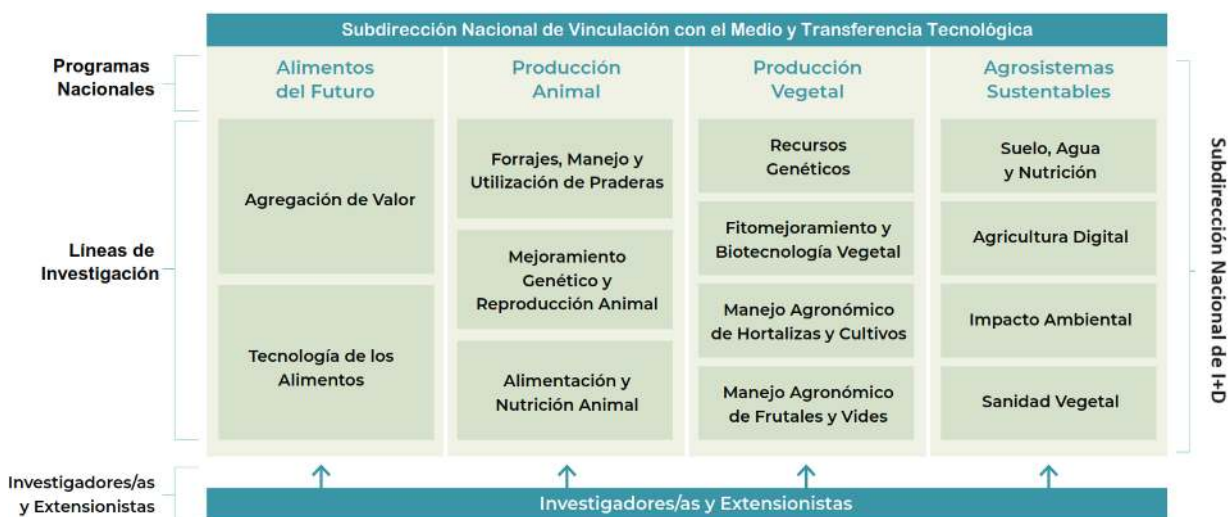 Subdirección Nacional de Vinculación con el Medio y Transferencia Tecnológica
Programas
Nacionales
Alimentos
del Futuro
Producción
Animal
Producción
Vegetal
Agrosistemas
Sustentables
Líneas de
Investigación
Agregación de Valor
Tecnología de los
Alimentos
Forrajes, Manejo y
Utilización de Praderas
Mejoramiento
Genético y
Reproducción Animal
Alimentación y
Nutrición Animal
Recursos
Genéticos
Fitomejoramiento y
Biotecnología Vegetal
Manejo Agronómico
de Hortalizas y Cultivos
Manejo Agronómico
de Frutales y Vides
Suelo, Agua
y Nutrición
Agricultura Digital
Impacto Ambiental
Sanidad Vegetal
Subdirección Nacional de I+D
Investigadores/as
y Extensionistas
Investigadores/as y Extensionistas